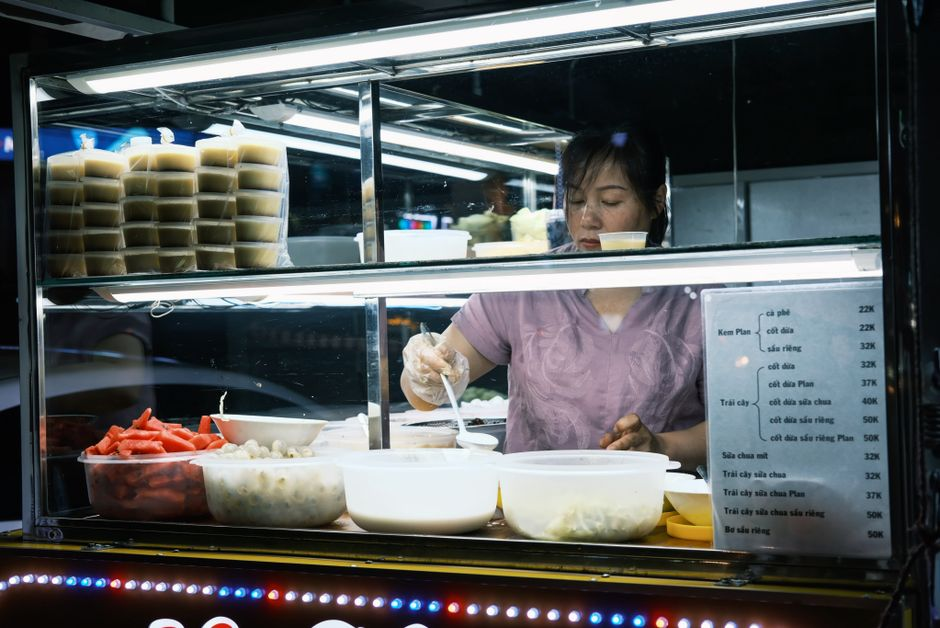 cà phê 22K
Kem Plan cốt dừa 22K
sầu riêng 32K
cốt dừa 32K
cốt dừa Plan 37K
Trái cây cốt dừa sữa chua 40K
cốt dừa sầu riêng 50K
cốt dừa sầu riêng Plan 50K
Sữa chua mít 32K
Trái cây sữa chua 32K
Trái cây sữa chua Plan 37K
Trái cây sữa chua sầu riêng 50K
Bơ sầu riêng 50K